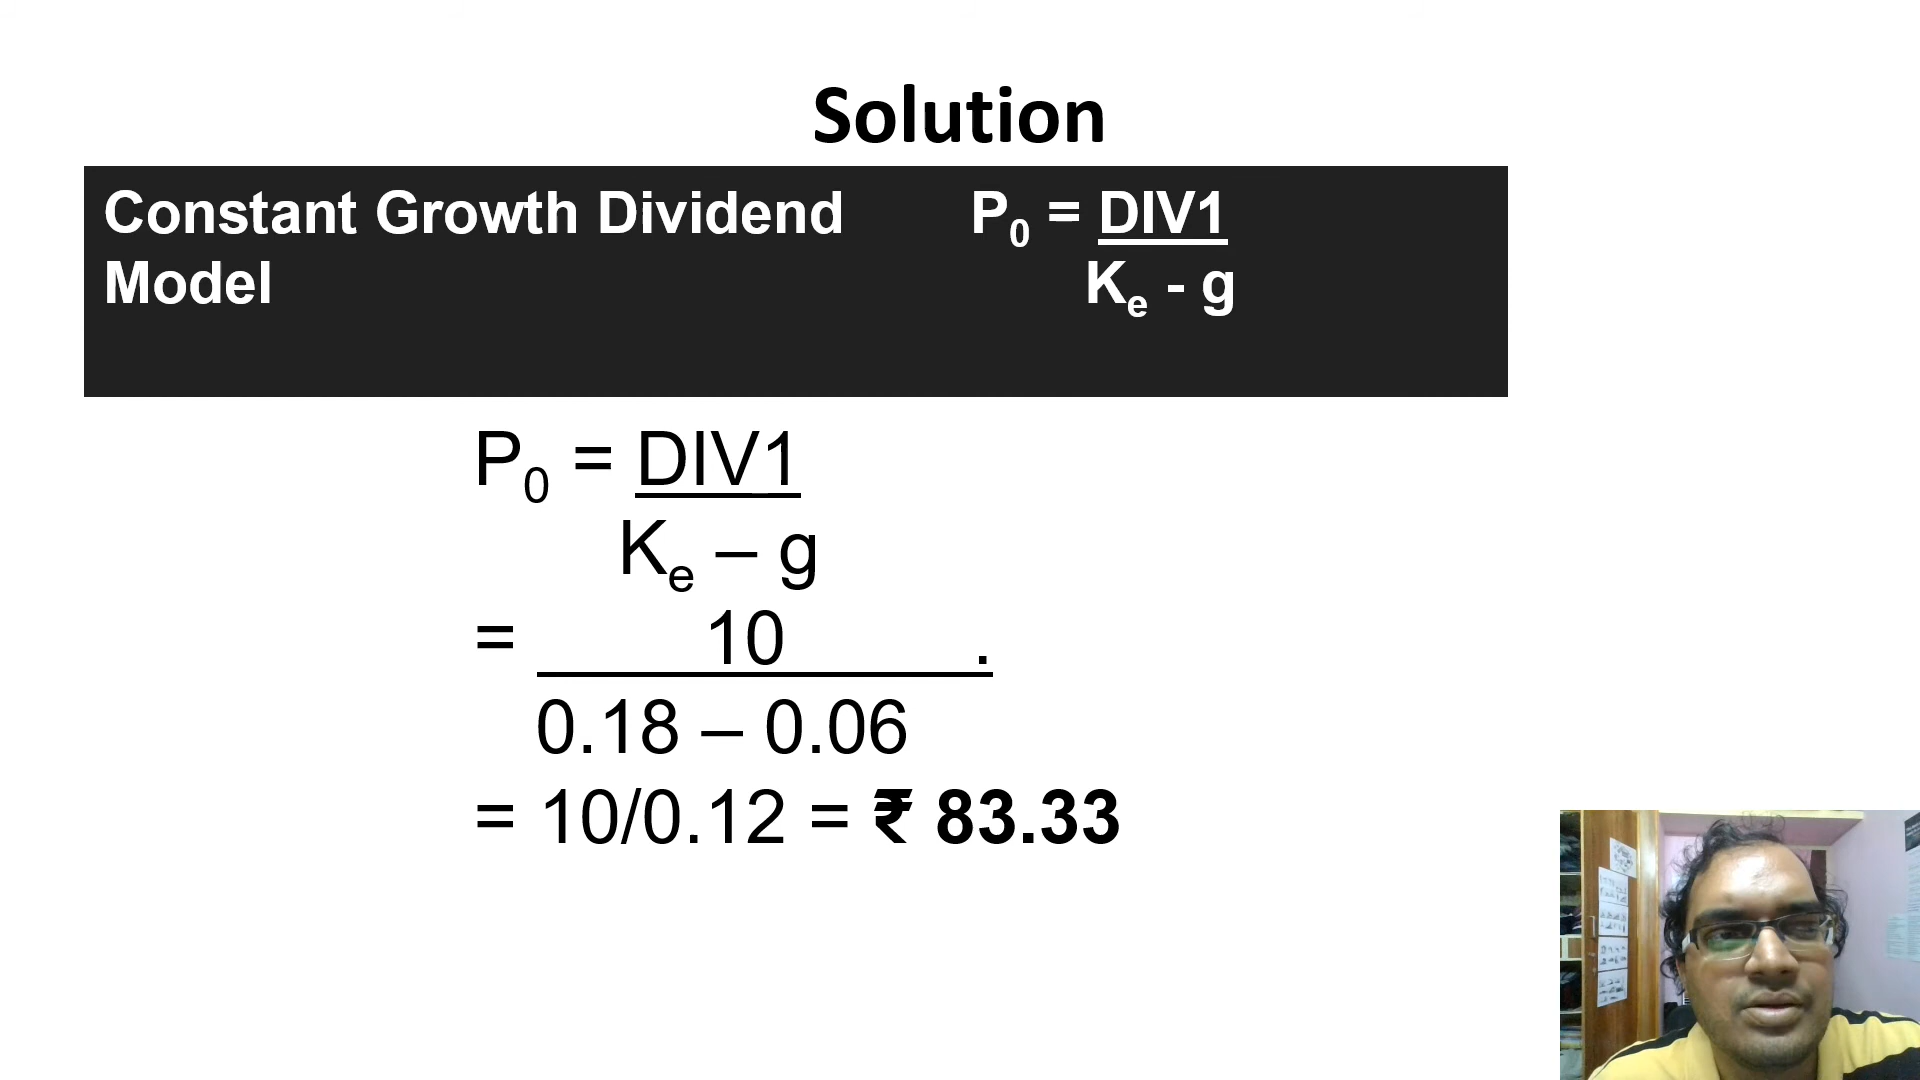 Solution
Constant Growth Dividend
Model
P0 = DIV1
Ke - g
P0 = DIV1
Ke – g
= 10 .
0.18 – 0.06
= 10/0.12 = ₹ 83.33